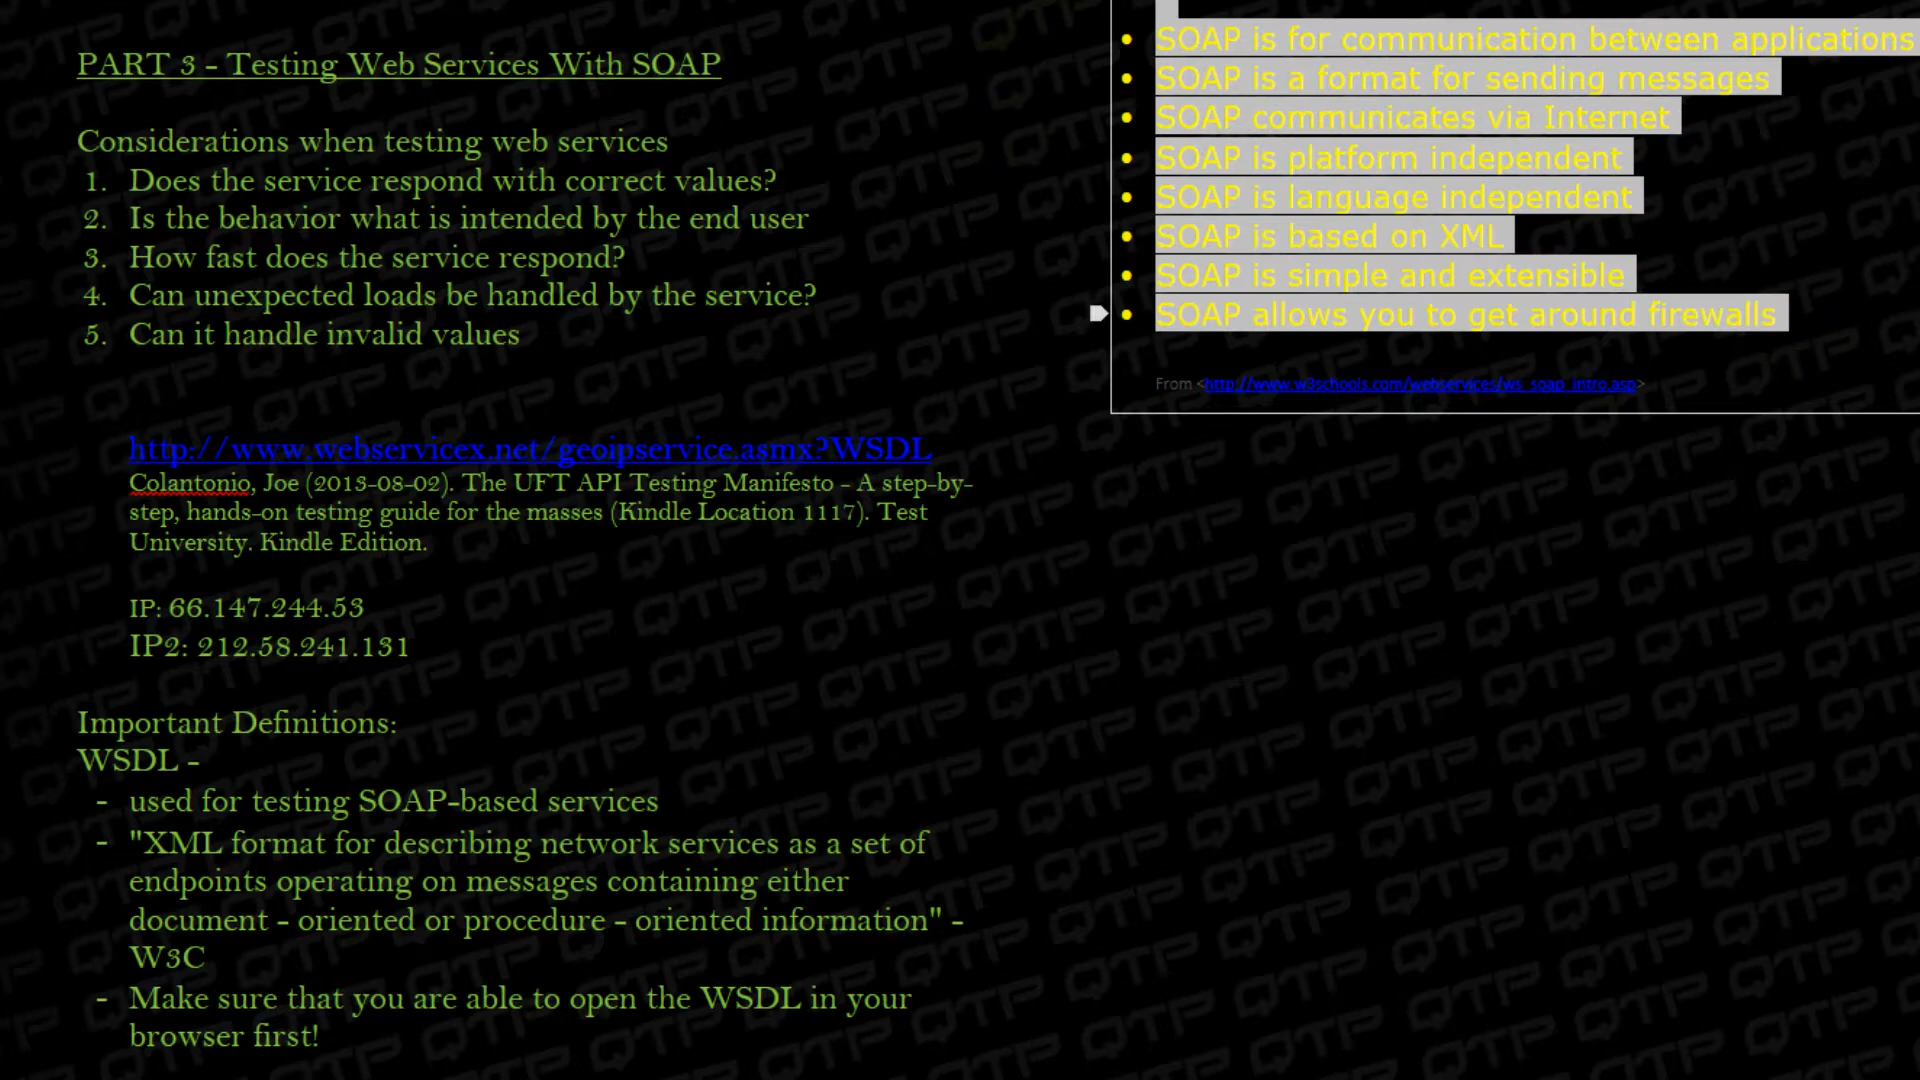 PART 3 - Testing Web Services With SOAP
Considerations when testing web services
1. Does the service respond with correct values?
2. Is the behavior what is intended by the end user
3. How fast does the service respond?
4. Can unexpected loads be handled by the service?
5. Can it handle invalid values
http://www.webservicex.net/geoipservice.asmx?WSDL
Colantonio, Joe (2013-08-02). The UFT API Testing Manifesto - A step-by-
step, hands-on testing guide for the masses (Kindle Location 1117). Test
University. Kindle Edition.
IP: 66.147.244.53
IP2: 212.58.241.131
Important Definitions:
WSDL -
- used for testing SOAP-based services
- "XML format for describing network services as a set of
endpoints operating on messages containing either
document - oriented or procedure - oriented information" -
W3C
- Make sure that you are able to open the WSDL in your
browser first!
• SOAP is for communication between applications
• SOAP is a format for sending messages
• SOAP communicates via Internet
• SOAP is platform independent
• SOAP is language independent
• SOAP is based on XML
• SOAP is simple and extensible
• SOAP allows you to get around firewalls
From <http://www.w3schools.com/webservices/ws_soap_intro.asp>